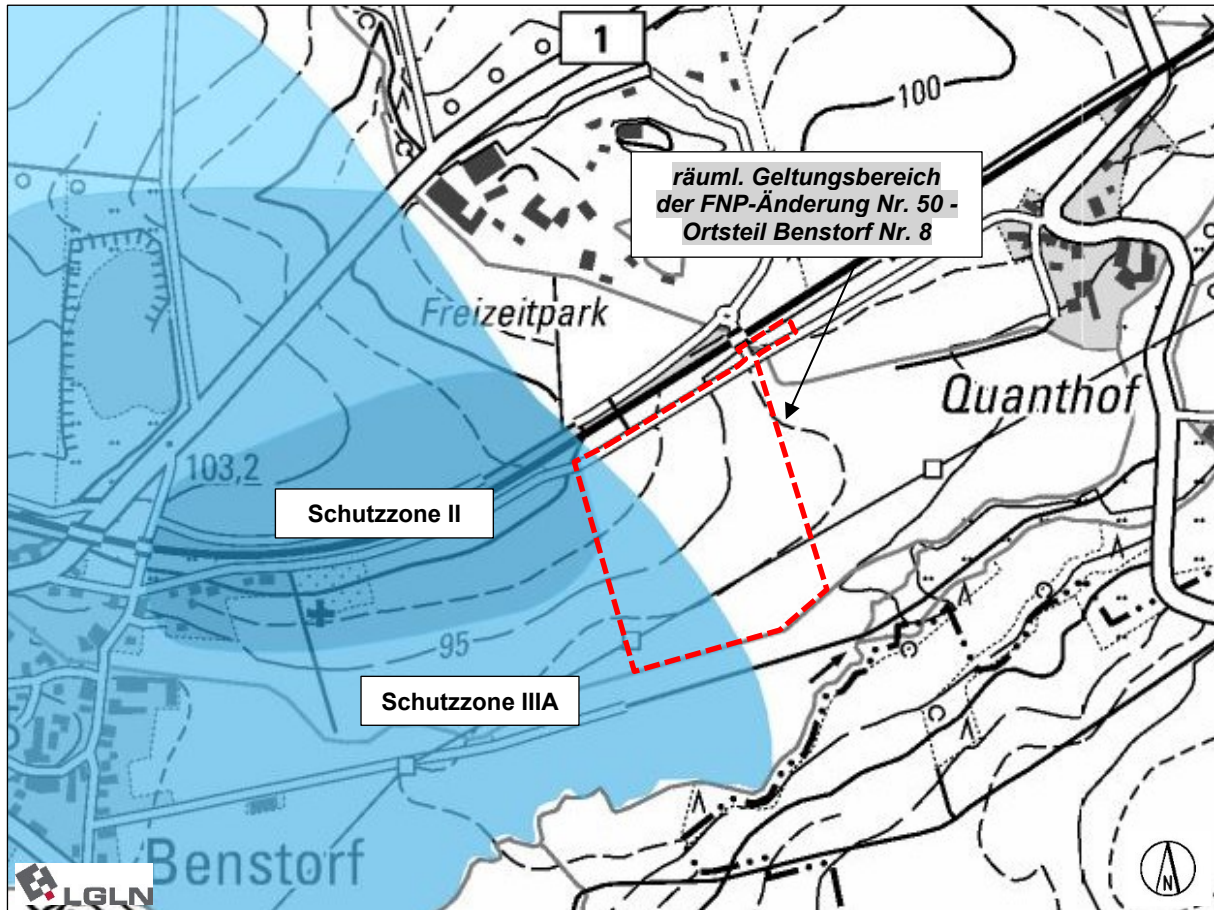 1
100
räuml. Geltungsbereich
der FNP-Änderung Nr. 50 -
Ortsteil Benstorf Nr. 8
Freizeitpark
Quanthof
103,2
Schutzzone II
95
Schutzzone IIIA
Benstorf
LGLN
N